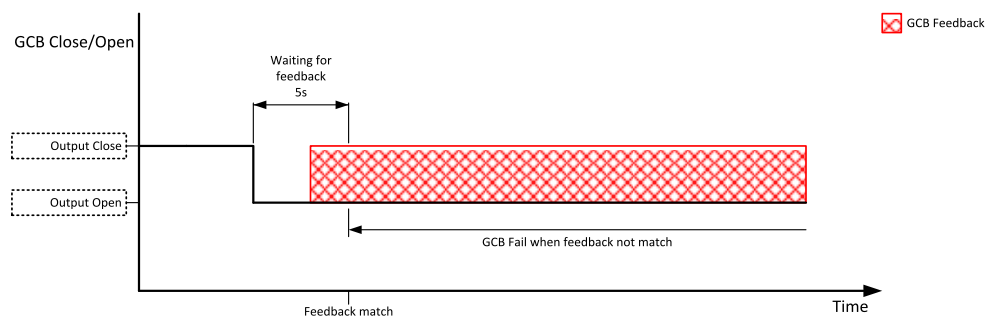 GCB Feedback
GCB Close/Open
Waiting for
feedback
5s
Output Close
Output Open
GCB Fail when feedback not match
Time
Feedback match